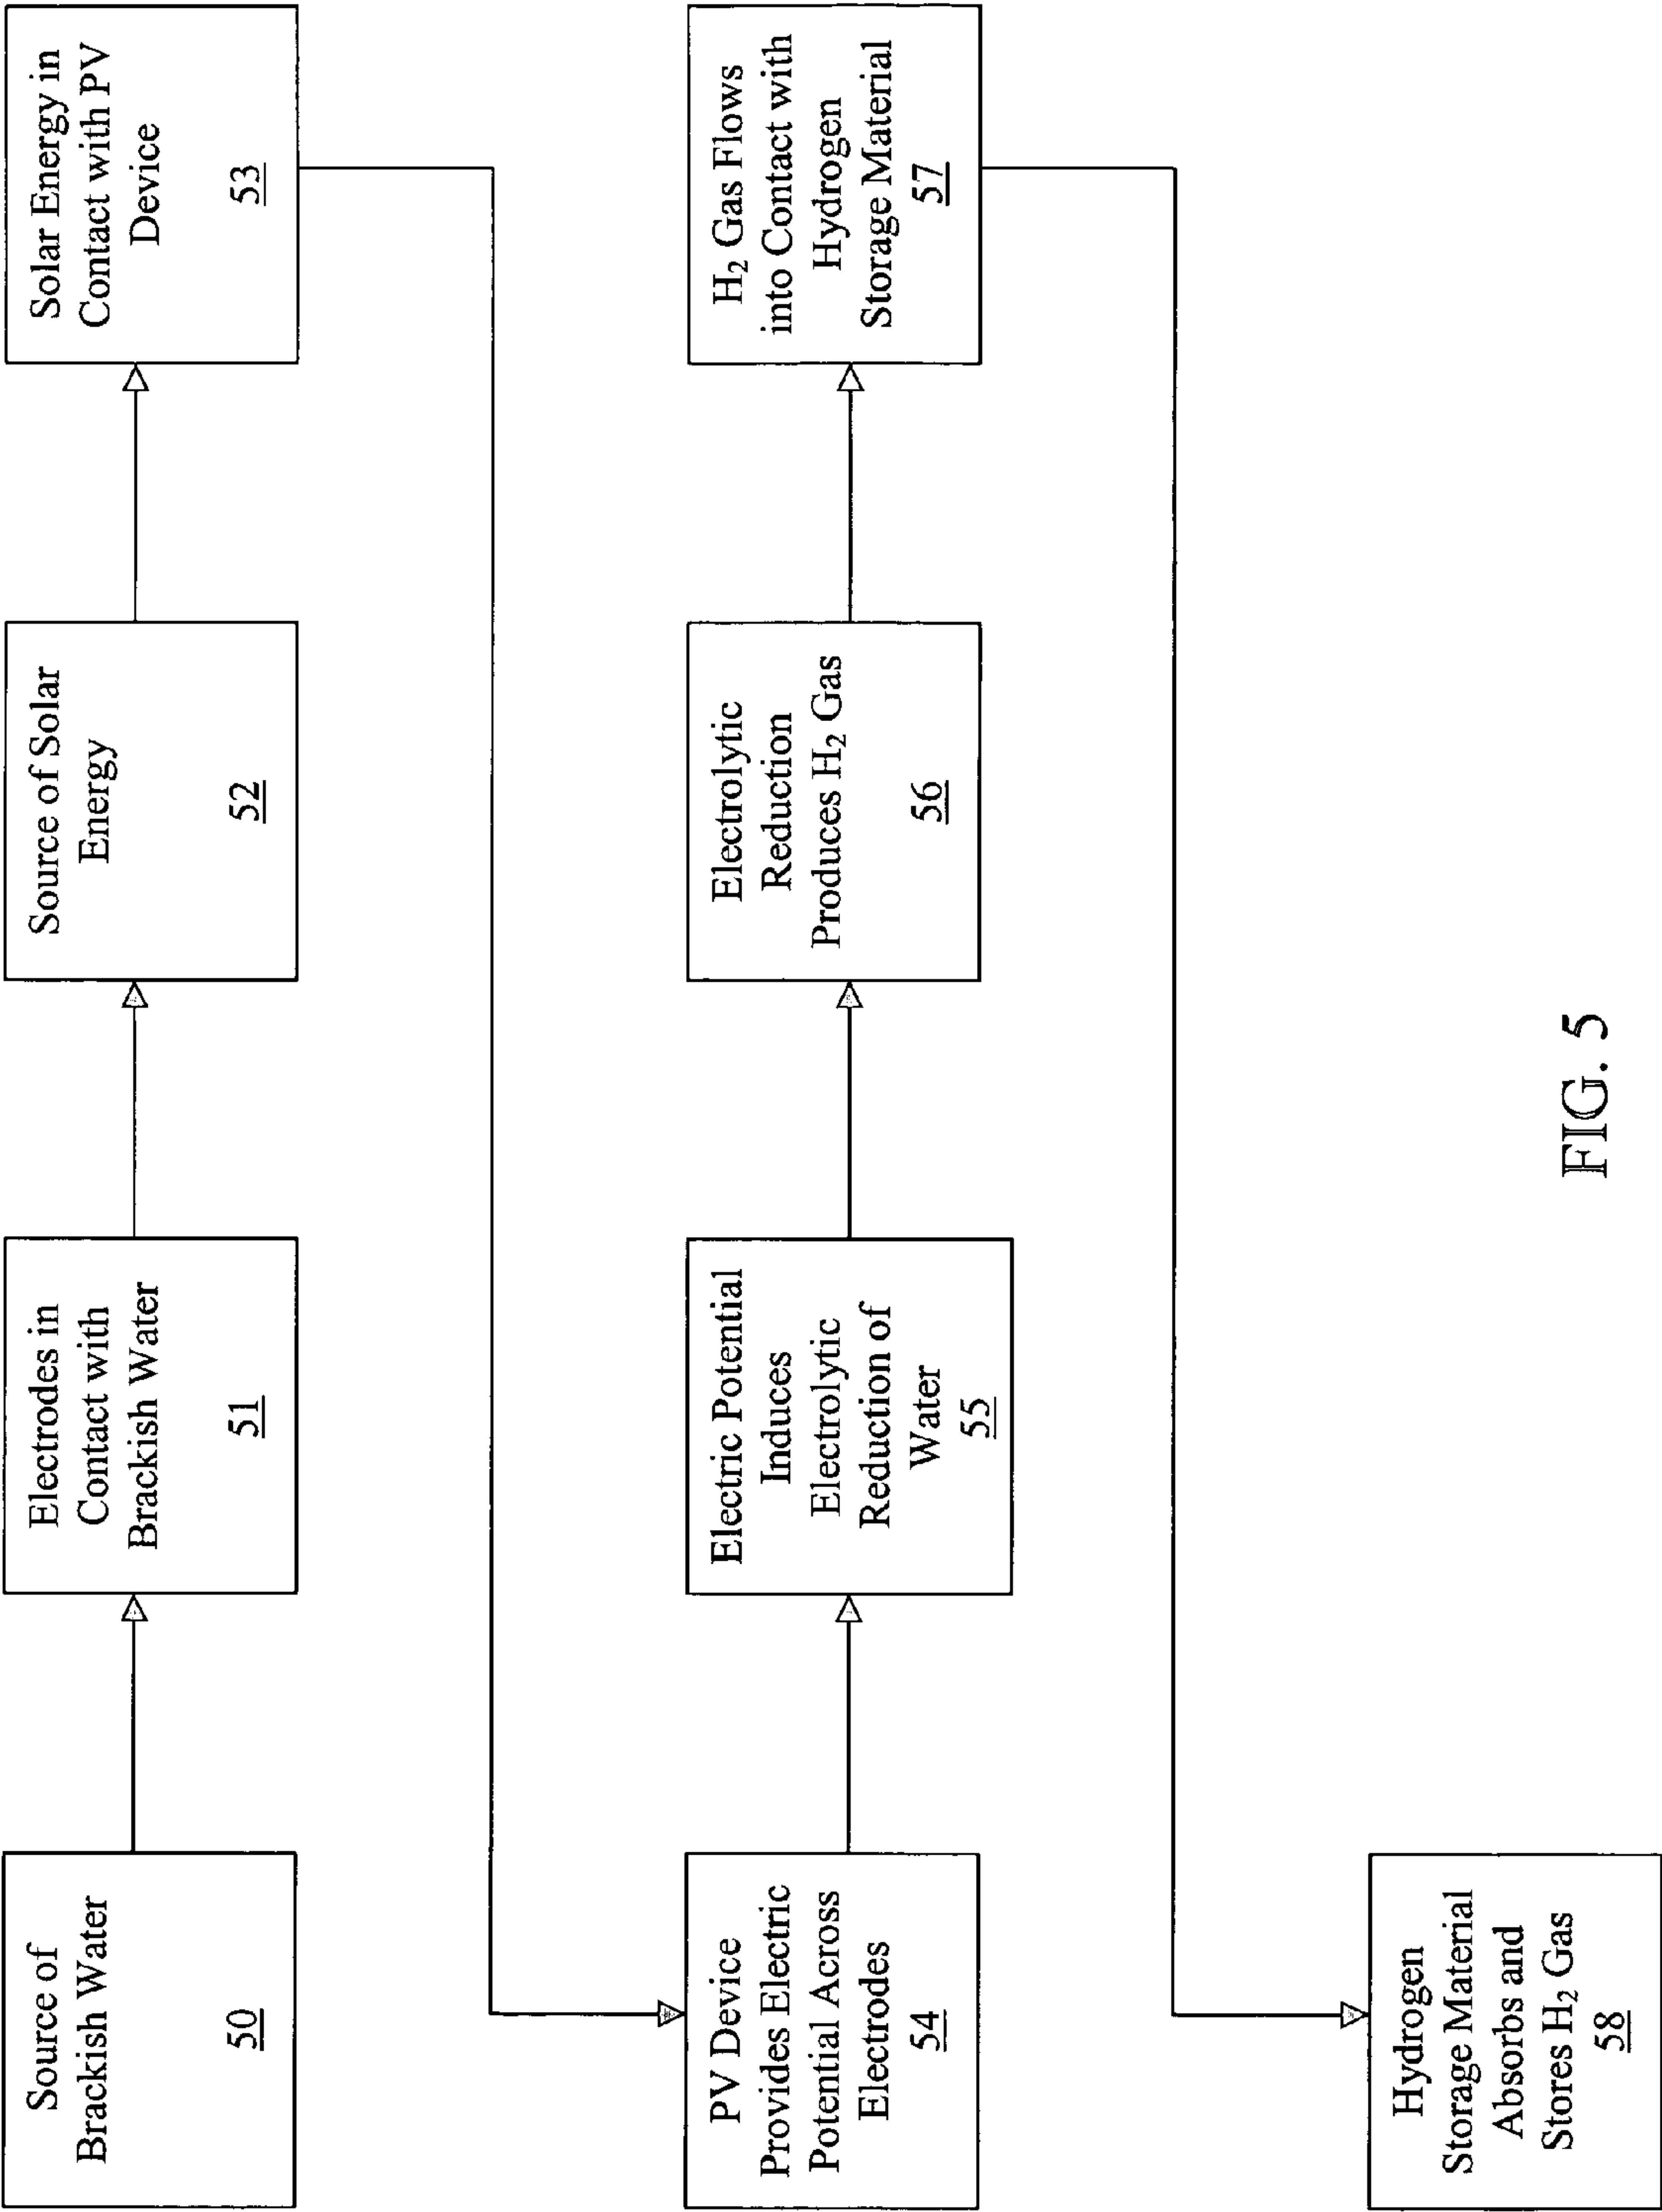 Source of
Brackish Water
50
Electrodes in
Contact with
Brackish Water
51
Source of Solar
Energy
52
Solar Energy in
Contact with PV
Device
53
PV Device
Provides Electric
Potential Across
Electrodes
54
Electric Potential
Induces
Electrolytic
Reduction of
Water
55
Electrolytic
Reduction
Produces H₂ Gas
56
H₂ Gas Flows
into Contact with
Hydrogen
Storage Material
57
Hydrogen
Storage Material
Absorbs and
Stores H₂ Gas
58
FIG. 5